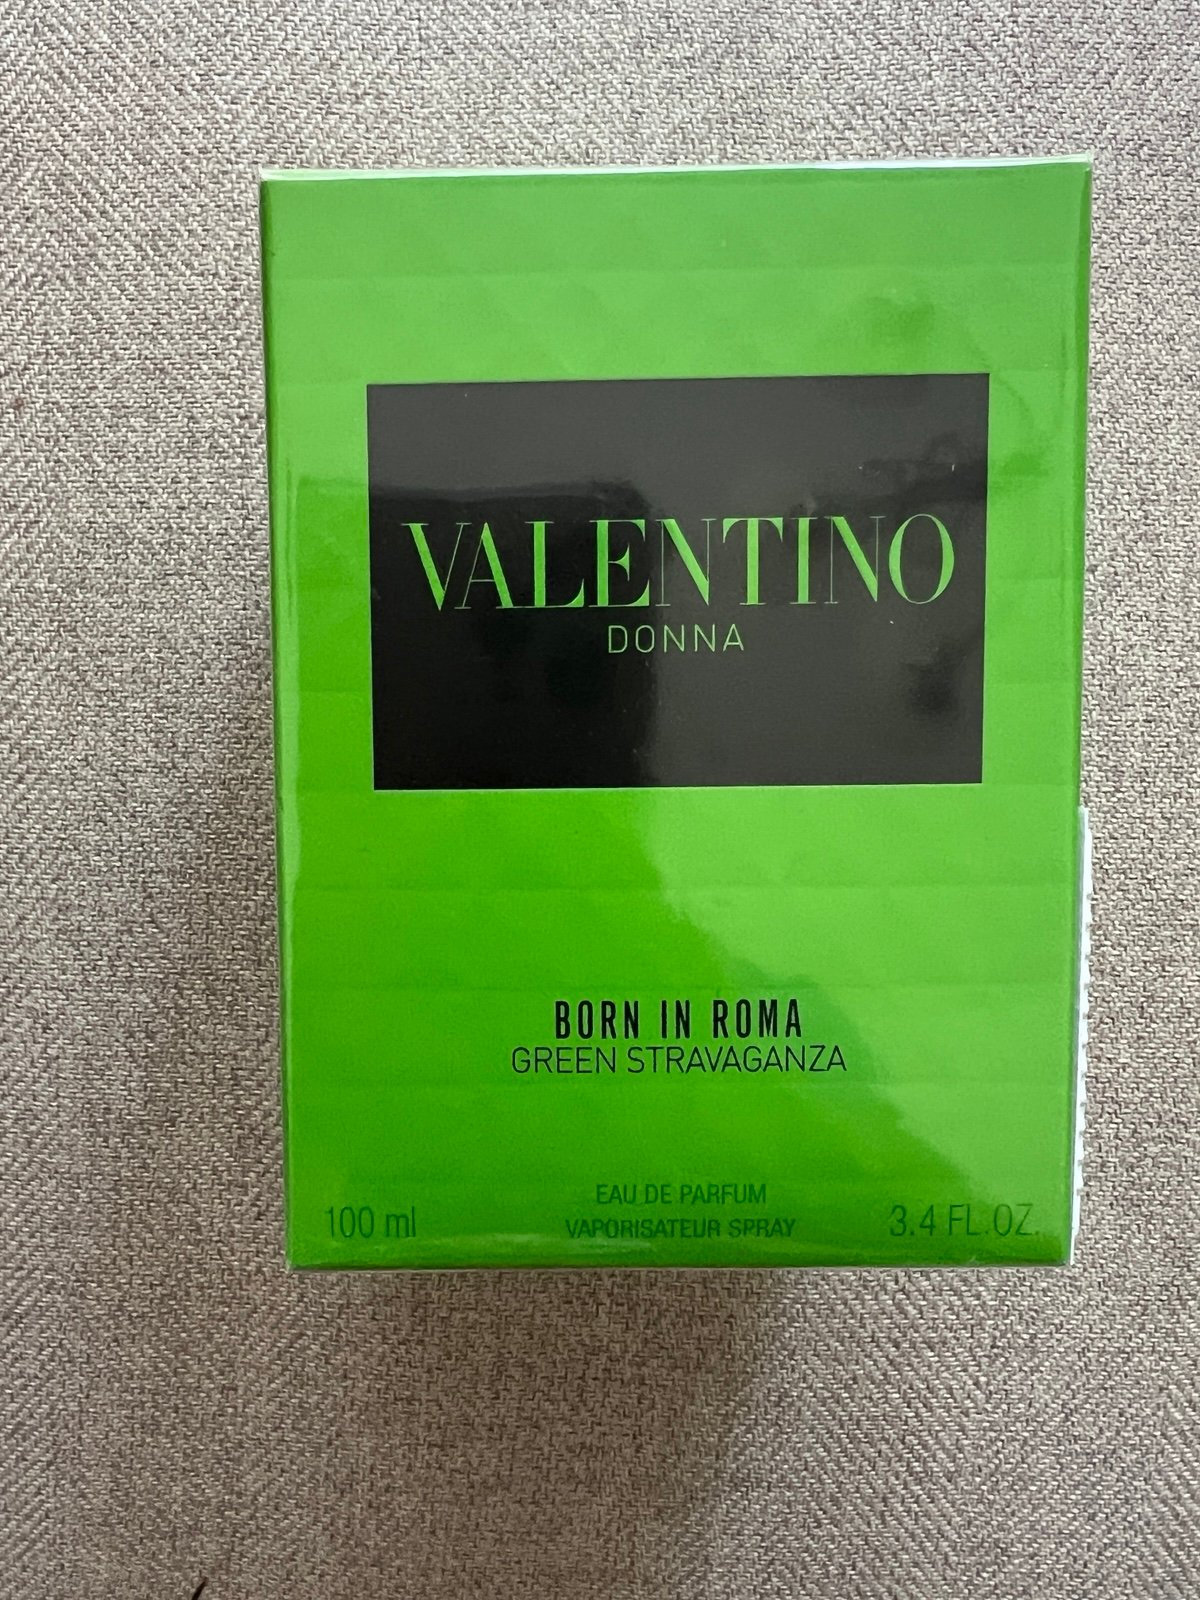 VALENTINO
DONNA
BORN IN ROMA
GREEN STRAVAGANZA
EAU DE PARFUM
100 ml VAPORISATEUR SPRAY 3.4 FL.OZ.